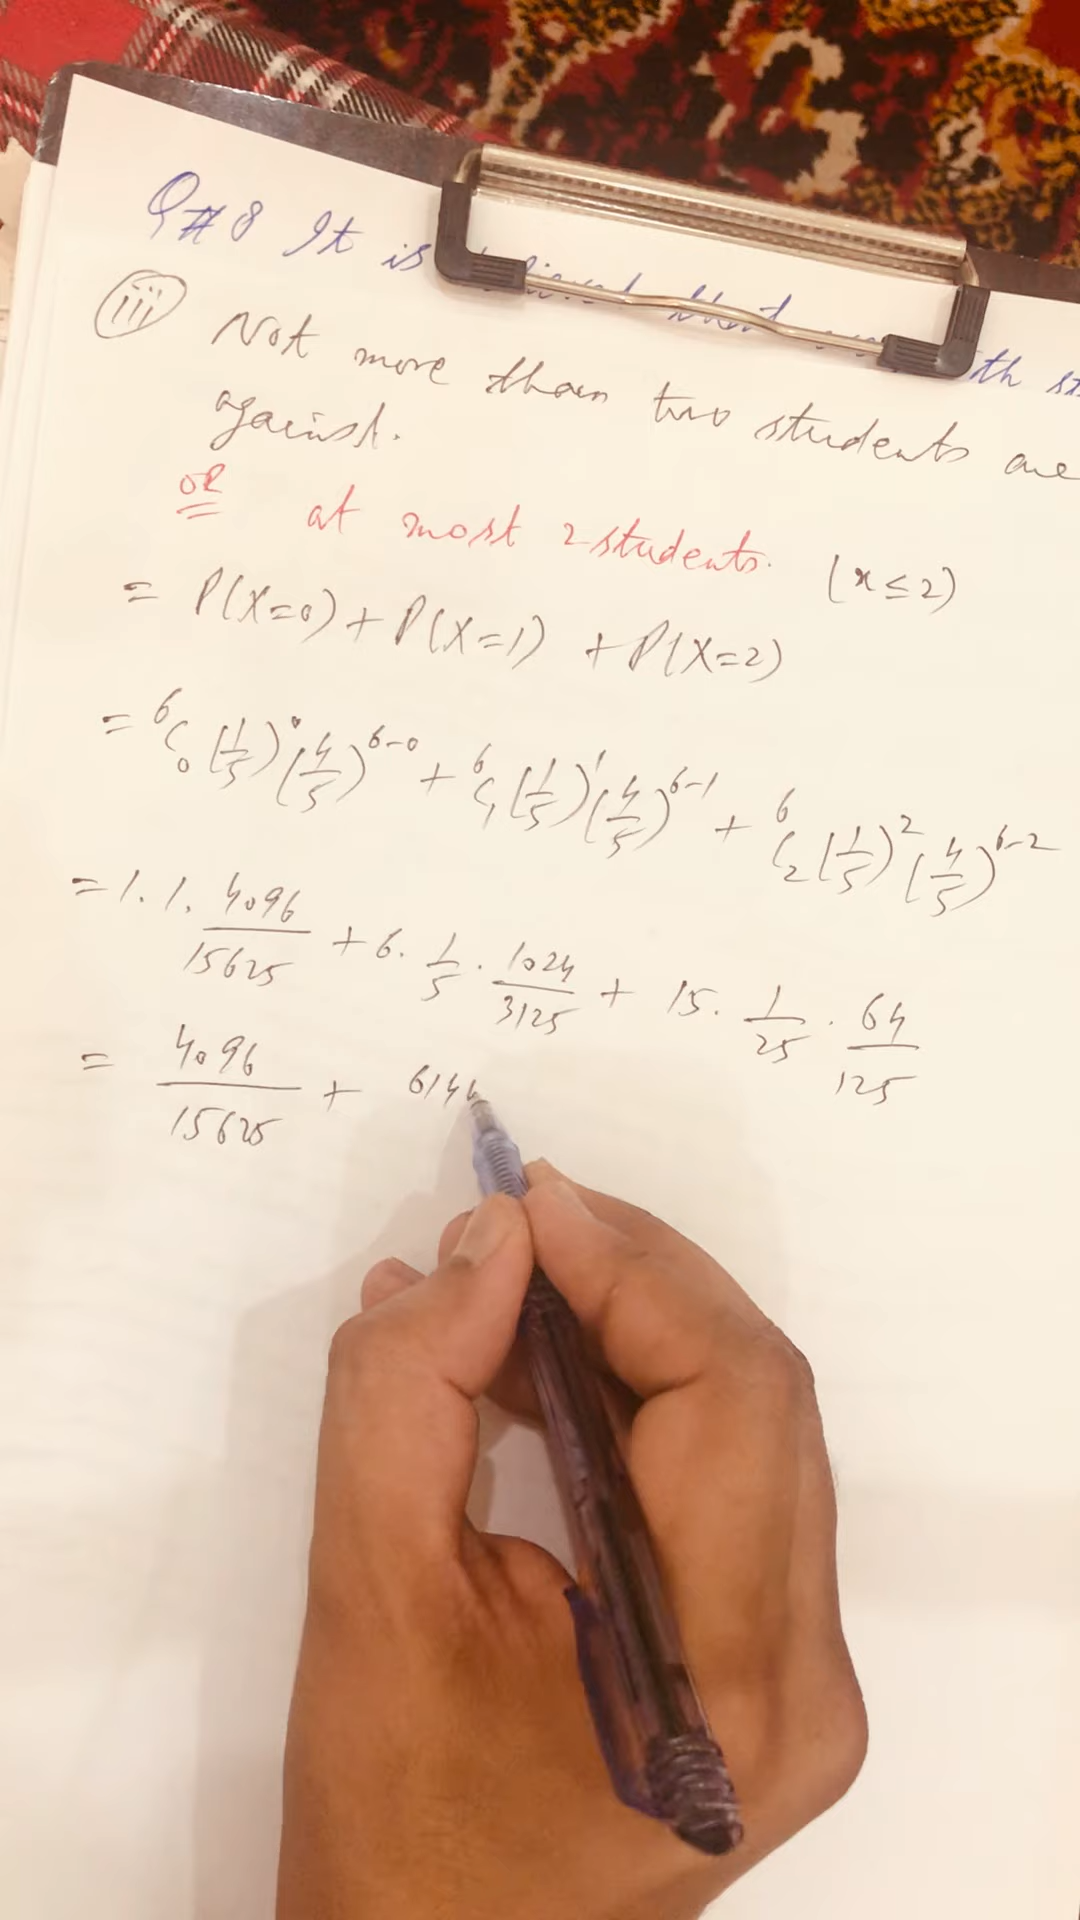 Q#8 It is that th
(iii) Not more than two students are
against.
OR at most 2 students. (x≤2)
= P(X=0) + P(X=1) + P(X=2)
= ⁶C₀ (1/5)⁰ (4/5)⁶⁻⁰ + ⁶C₁ (1/5)¹ (4/5)⁶⁻¹ + ⁶C₂ (1/5)² (4/5)⁶⁻²
= 1. 1. 4096/15625 + 6. 1/5 . 1024/3125 + 15. 1/25 . 64/125
= 4096/15625 + 6144